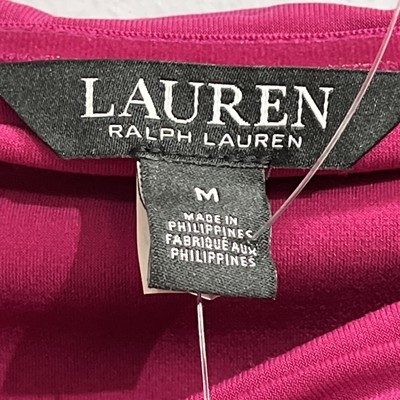 LAUREN
RALPH LAUREN
M
MADE IN
PHILIPPINES
FABRIQUÉ AUX
PHILIPPINES